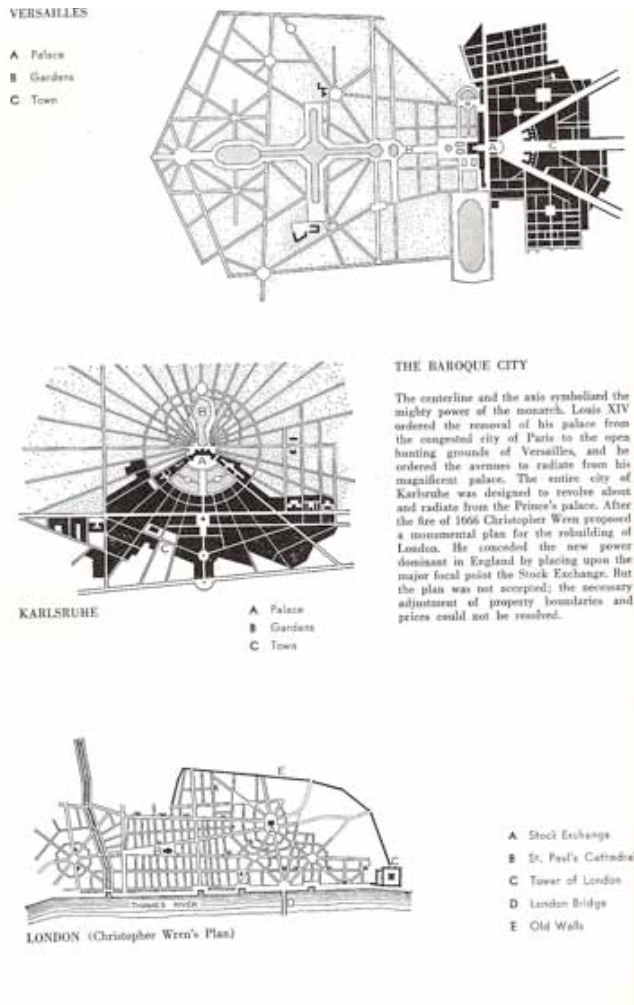 VERSAILLES
A Palace
B Gardens
C Town
A
B
C
THE BAROQUE CITY
The centerline and the axis symbolized the
mighty power of the monarch. Louis XIV
ordered the removal of his palace from
the congested city of Paris to the open
hunting grounds of Versailles, and he
ordered the avenues to radiate from his
magnificent palace. The entire city of
Karlsruhe was designed to revolve about
and radiate from the Prince's palace. After
the fire of 1666 Christopher Wren proposed
a monumental plan for the rebuilding of
London. He conceded the new power
dominant in England by placing upon the
major focal point the Stock Exchange. But
the plan was not accepted; the necessary
adjustment of property boundaries and
prices could not be resolved.
B
A
C
KARLSRUHE
A Palace
B Gardens
C Town
E
B
C
D
THAMES RIVER
LONDON (Christopher Wren's Plan)
A Stock Exchange
B St. Paul's Cathedral
C Tower of London
D London Bridge
E Old Walls